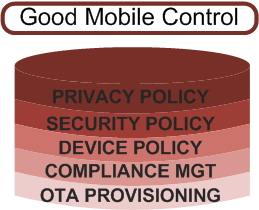 Good Mobile Control
PRIVACY POLICY
SECURITY POLICY
DEVICE POLICY
COMPLIANCE MGT
OTA PROVISIONING